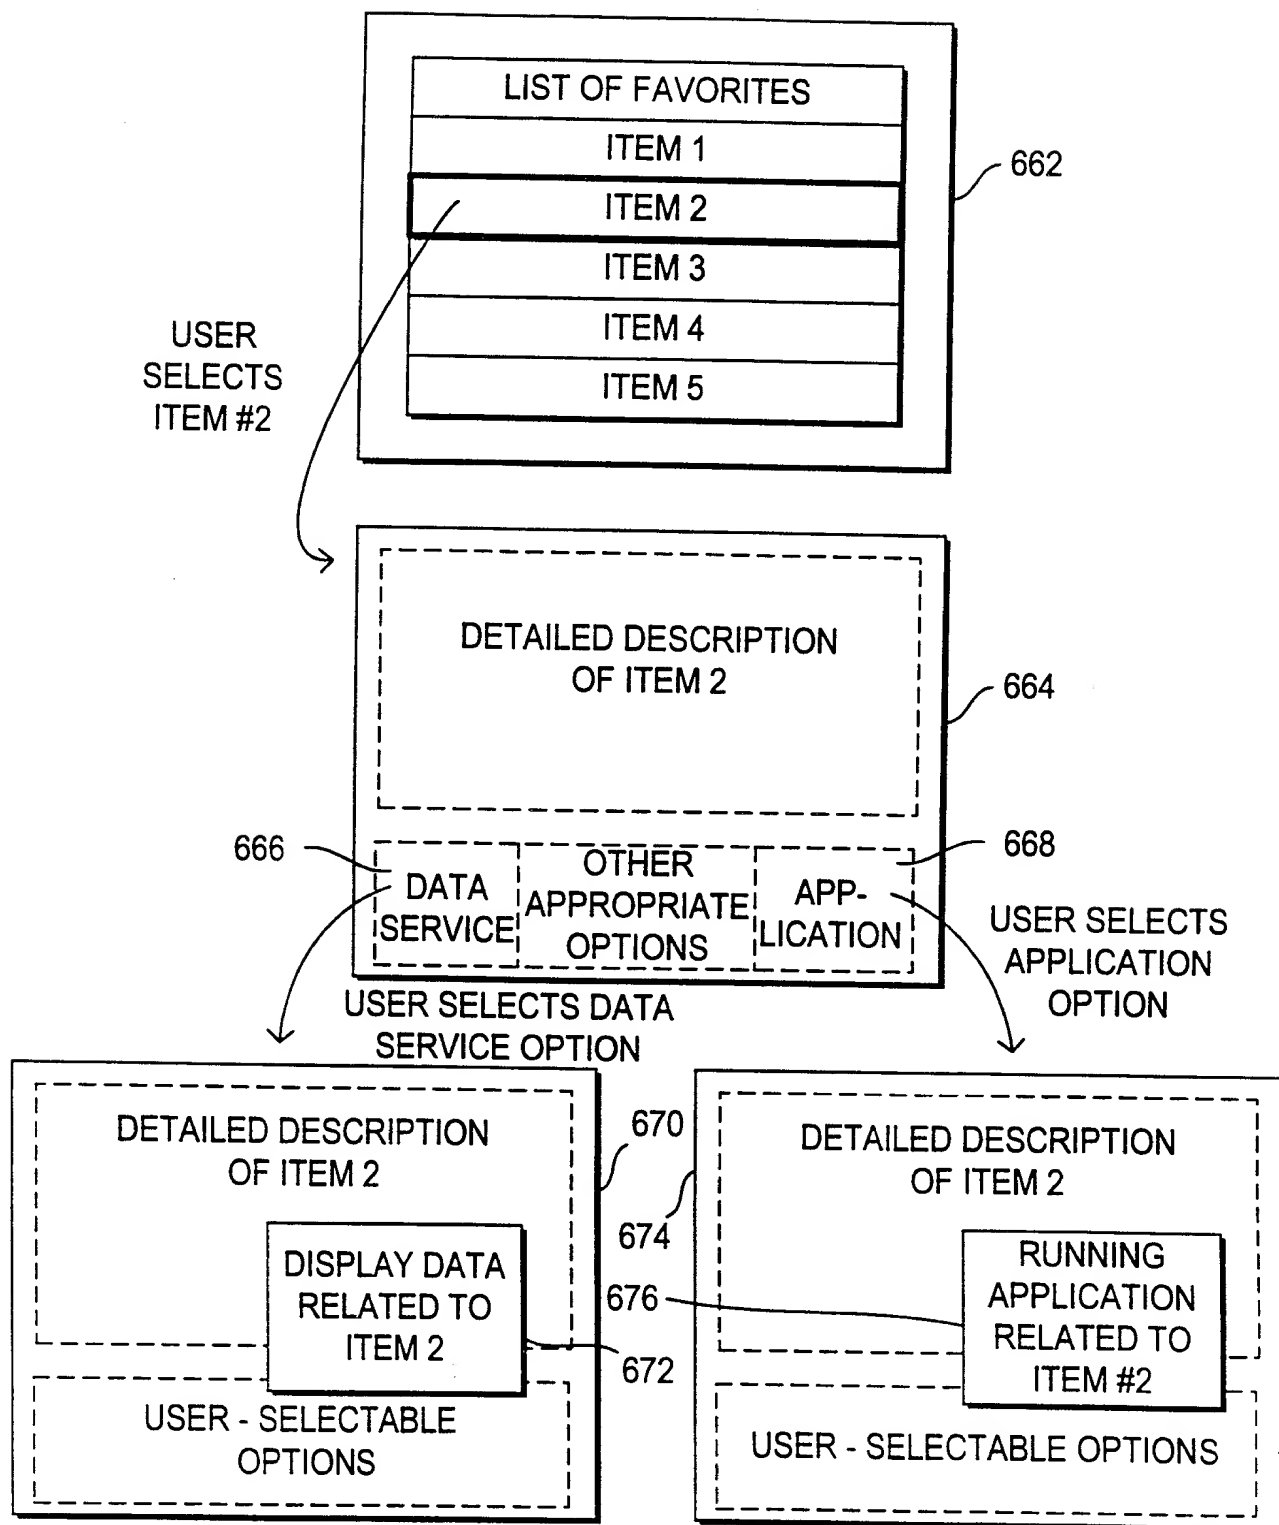 LIST OF FAVORITES
ITEM 1
662
ITEM 2
ITEM 3
USER
SELECTS
ITEM #2
ITEM 4
ITEM 5
DETAILED DESCRIPTION
OF ITEM 2
664
666
668
DATA
SERVICE
OTHER
APPROPRIATE
OPTIONS
APP-
LICATION
USER SELECTS
APPLICATION
OPTION
USER SELECTS DATA
SERVICE OPTION
DETAILED DESCRIPTION
OF ITEM 2
670
DISPLAY DATA
RELATED TO
ITEM 2
672
USER - SELECTABLE
OPTIONS
DETAILED DESCRIPTION
OF ITEM 2
674
676
RUNNING
APPLICATION
RELATED TO
ITEM #2
USER - SELECTABLE OPTIONS